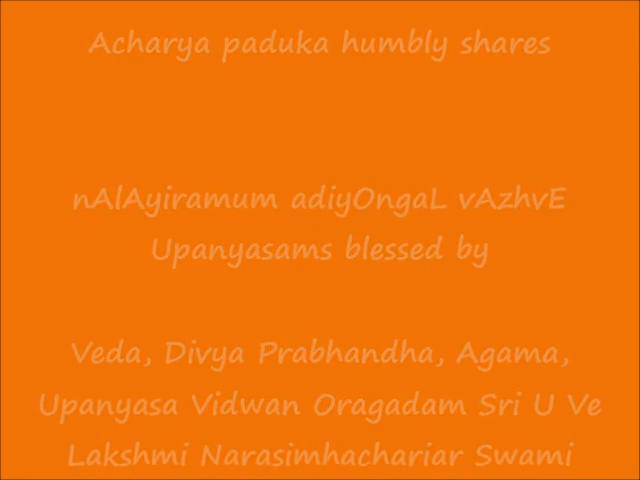 Acharya paduka humbly shares
nAlAyiramum adiyOngaL vAzhvE
Upanyasams blessed by
Veda, Divya Prabhandha, Agama,
Upanyasa Vidwan Oragadam Sri U Ve
Lakshmi Narasimhachariar Swami